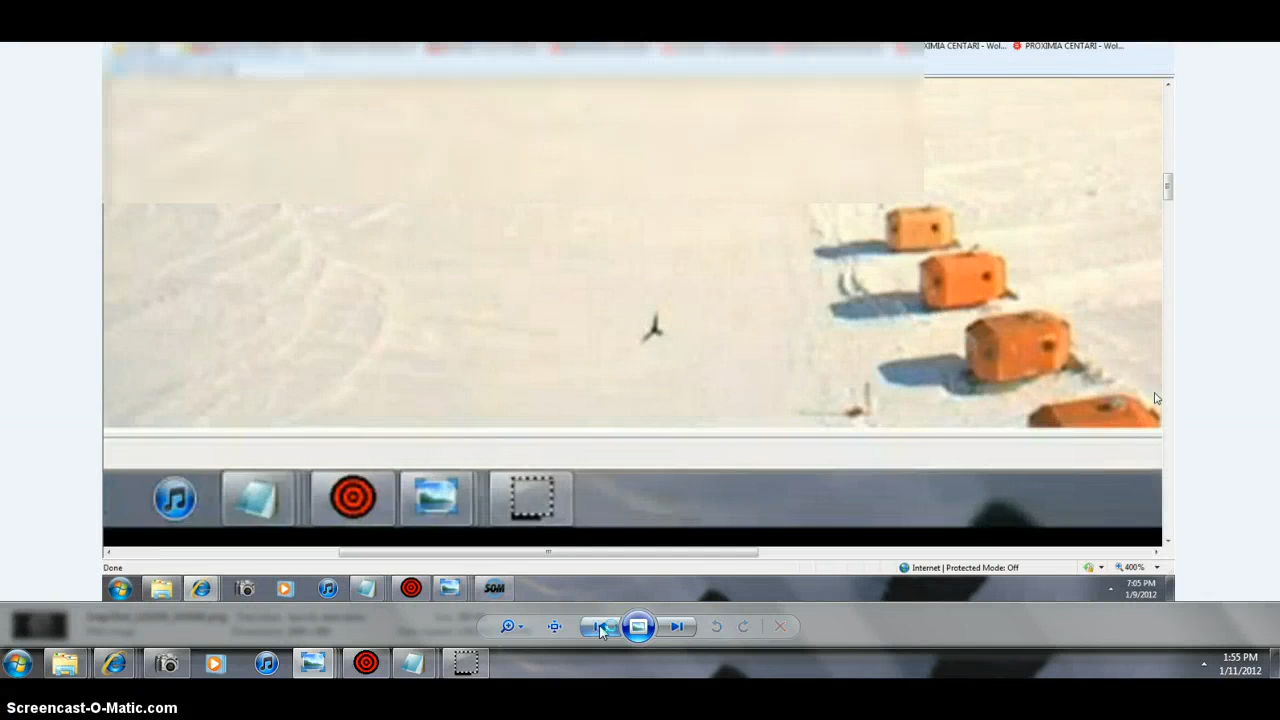 XIMIA CENTARI - Wol... PROXIMIA CENTARI - Wol...
Done
Internet | Protected Mode: Off
400%
SOM
7:05 PM
1/9/2012
1:55 PM
1/11/2012
Screencast-O-Matic.com